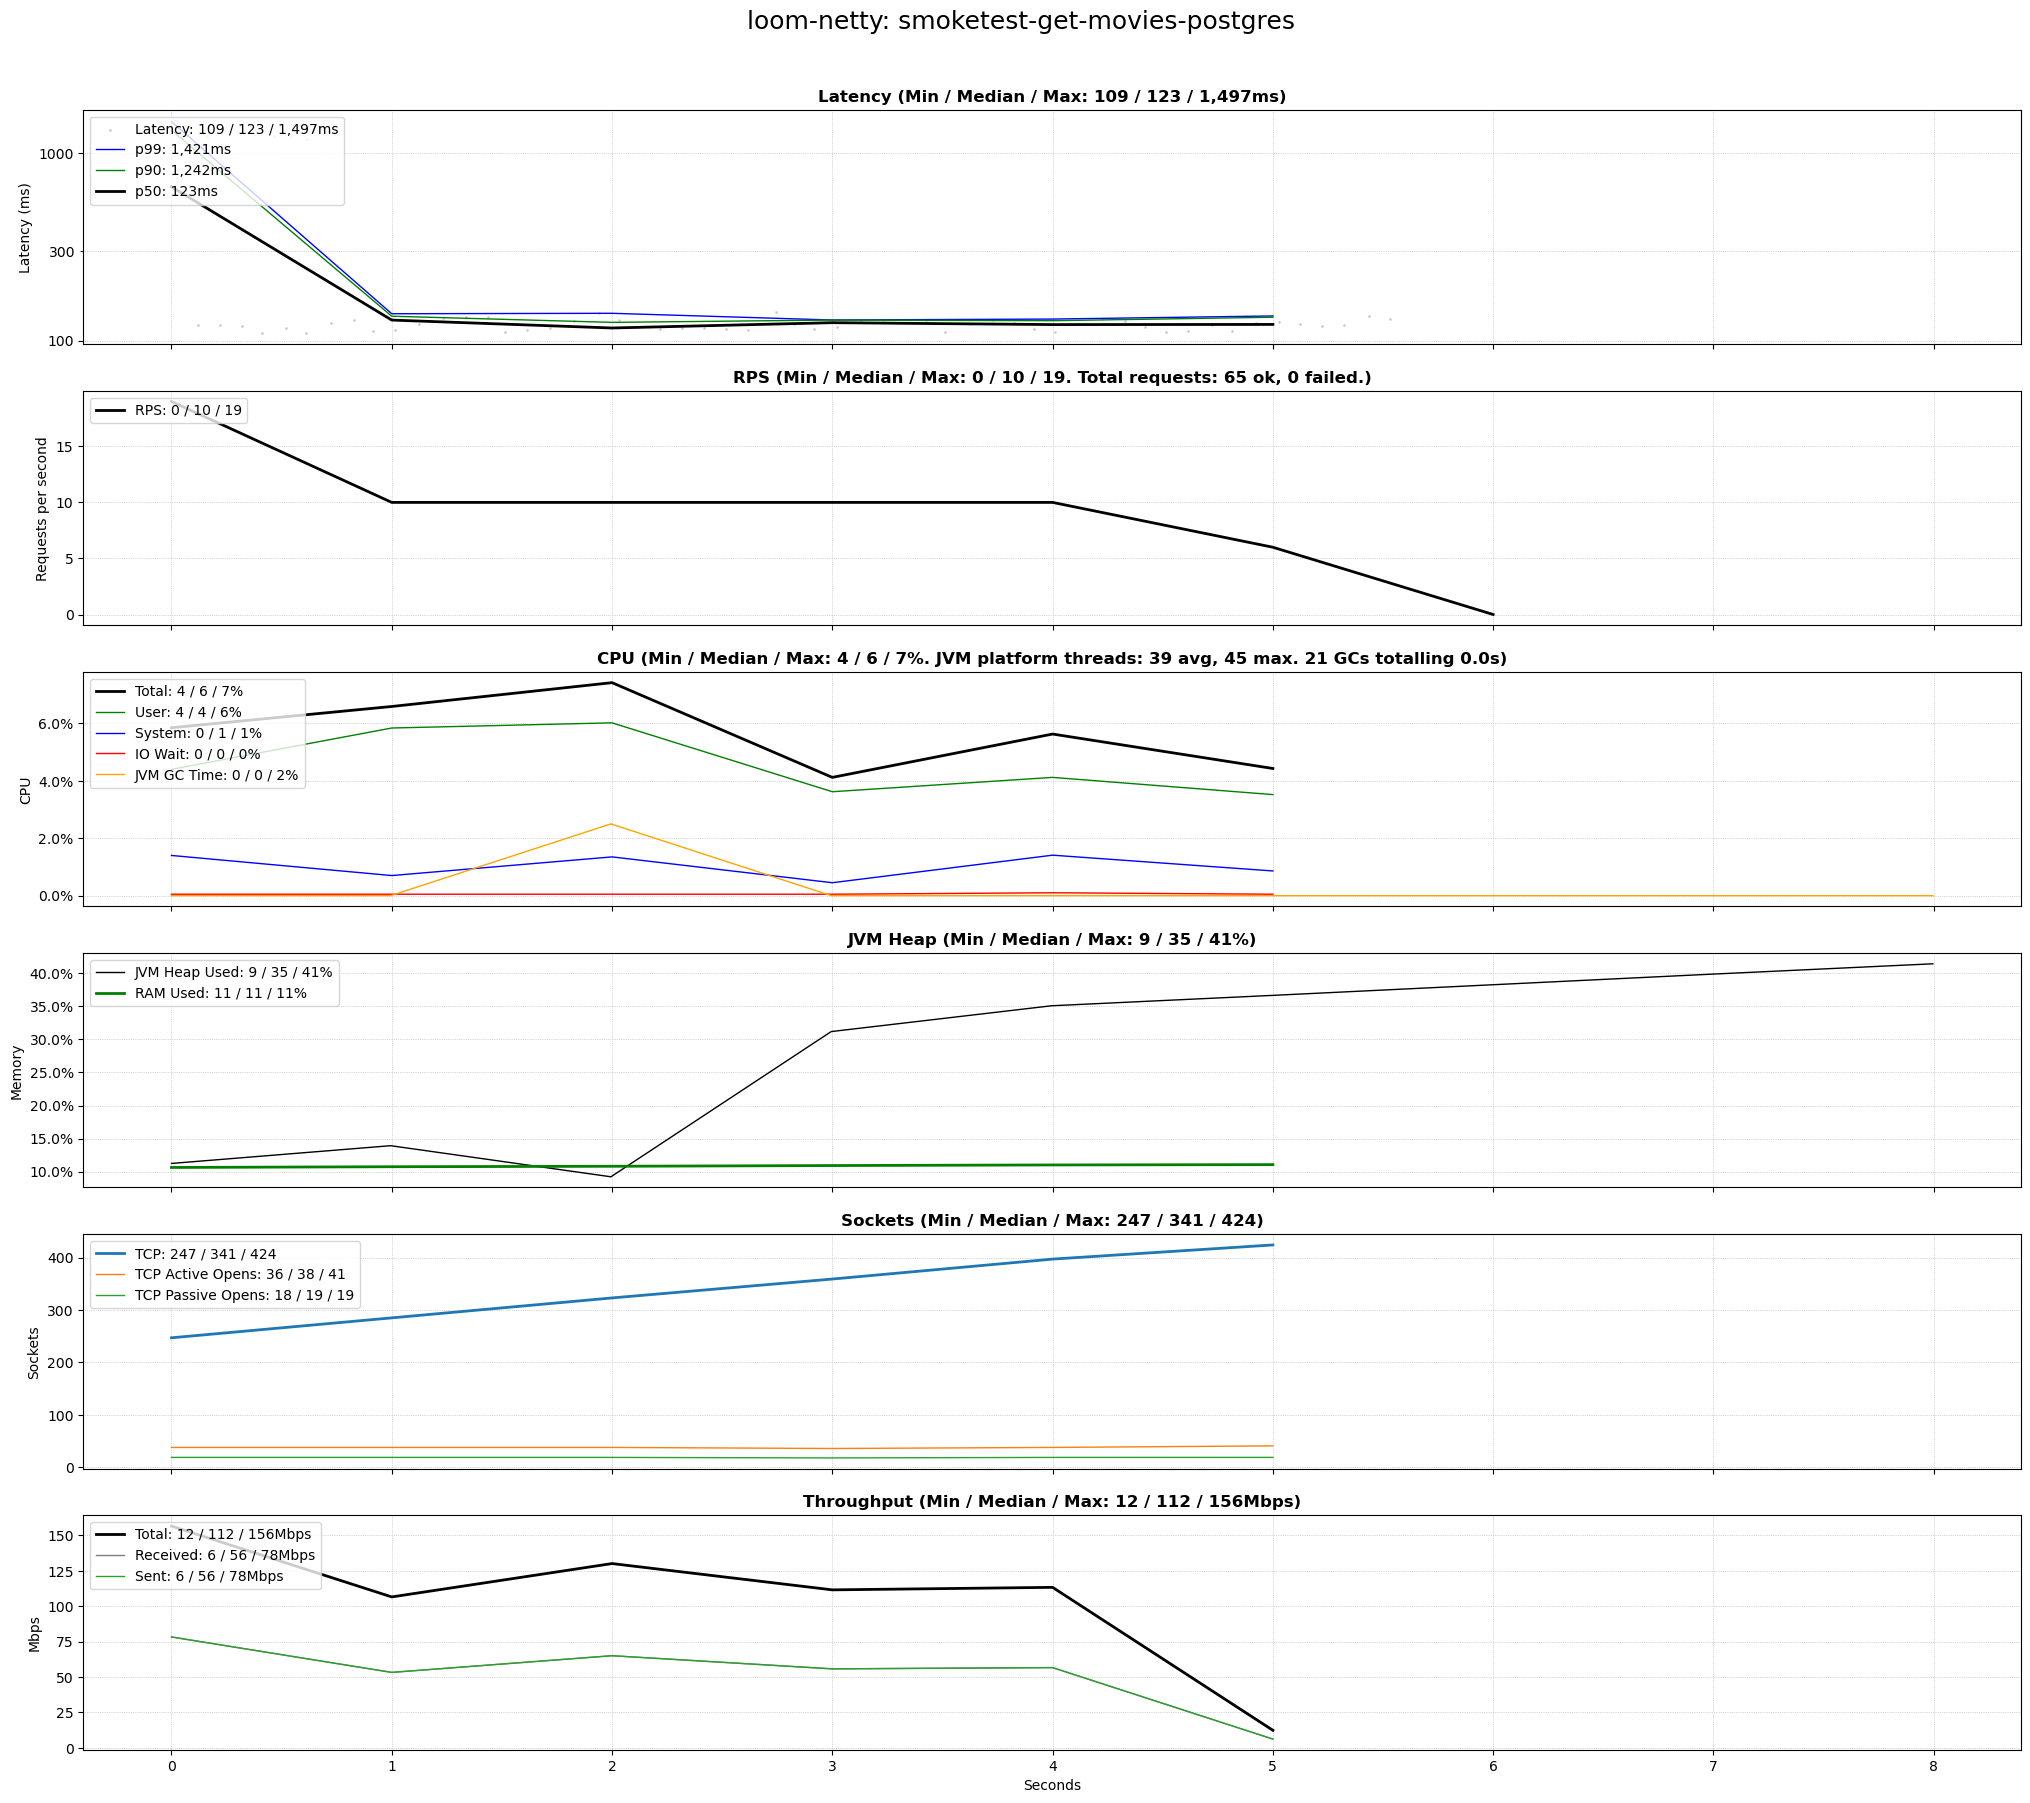 loom-netty: smoketest-get-movies-postgres
Latency (Min / Median / Max: 109 / 123 / 1,497ms)
Latency: 109 / 123 / 1,497ms
p99: 1,421ms
p90: 1,242ms
p50: 123ms
1000
300
100
Latency (ms)
RPS (Min / Median / Max: 0 / 10 / 19. Total requests: 65 ok, 0 failed.)
RPS: 0 / 10 / 19
15
10
5
0
Requests per second
CPU (Min / Median / Max: 4 / 6 / 7%. JVM platform threads: 39 avg, 45 max. 21 GCs totalling 0.0s)
Total: 4 / 6 / 7%
User: 4 / 4 / 6%
System: 0 / 1 / 1%
IO Wait: 0 / 0 / 0%
JVM GC Time: 0 / 0 / 2%
6.0%
4.0%
2.0%
0.0%
CPU
JVM Heap (Min / Median / Max: 9 / 35 / 41%)
JVM Heap Used: 9 / 35 / 41%
RAM Used: 11 / 11 / 11%
40.0%
35.0%
30.0%
25.0%
20.0%
15.0%
10.0%
Memory
Sockets (Min / Median / Max: 247 / 341 / 424)
TCP: 247 / 341 / 424
TCP Active Opens: 36 / 38 / 41
TCP Passive Opens: 18 / 19 / 19
400
300
200
100
0
Sockets
Throughput (Min / Median / Max: 12 / 112 / 156Mbps)
Total: 12 / 112 / 156Mbps
Received: 6 / 56 / 78Mbps
Sent: 6 / 56 / 78Mbps
150
125
100
75
50
25
0
Mbps
0 1 2 3 4 5 6 7 8
Seconds